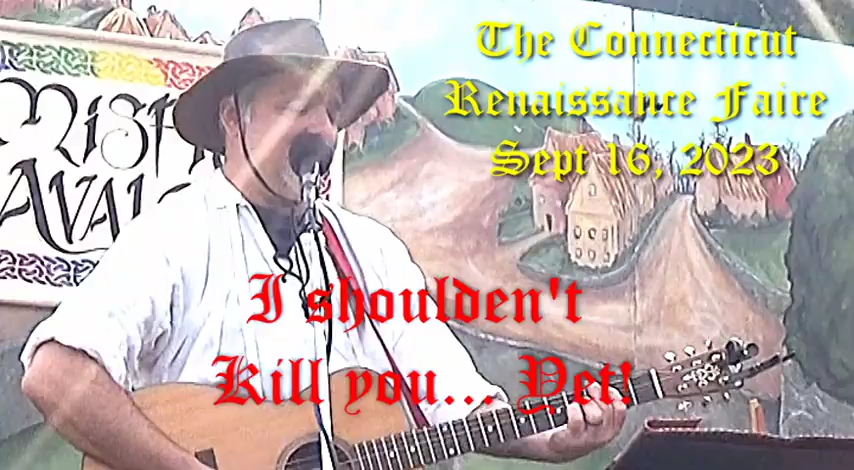 The Connecticut
Renaissance Faire
Sept 16, 2023
I shoulden't
Kill you... Yet!